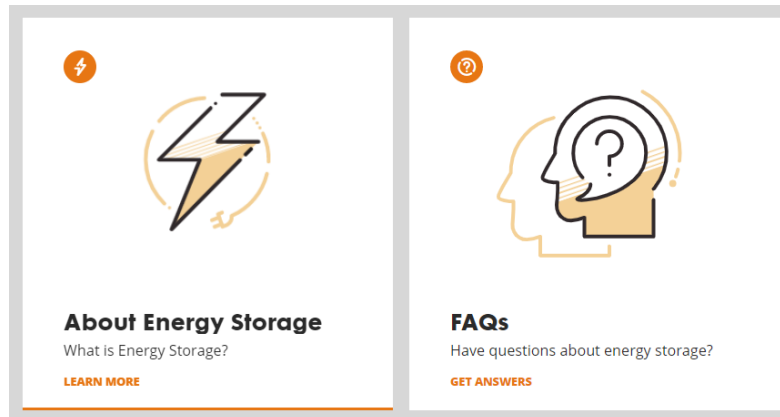 About Energy Storage
What is Energy Storage?
LEARN MORE
FAQs
Have questions about energy storage?
GET ANSWERS